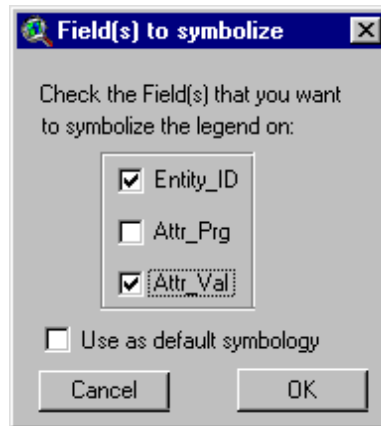 Field(s) to symbolize
Check the Field(s) that you want
to symbolize the legend on:
Entity_ID
Attr_Prg
Attr_Val
Use as default symbology
Cancel OK